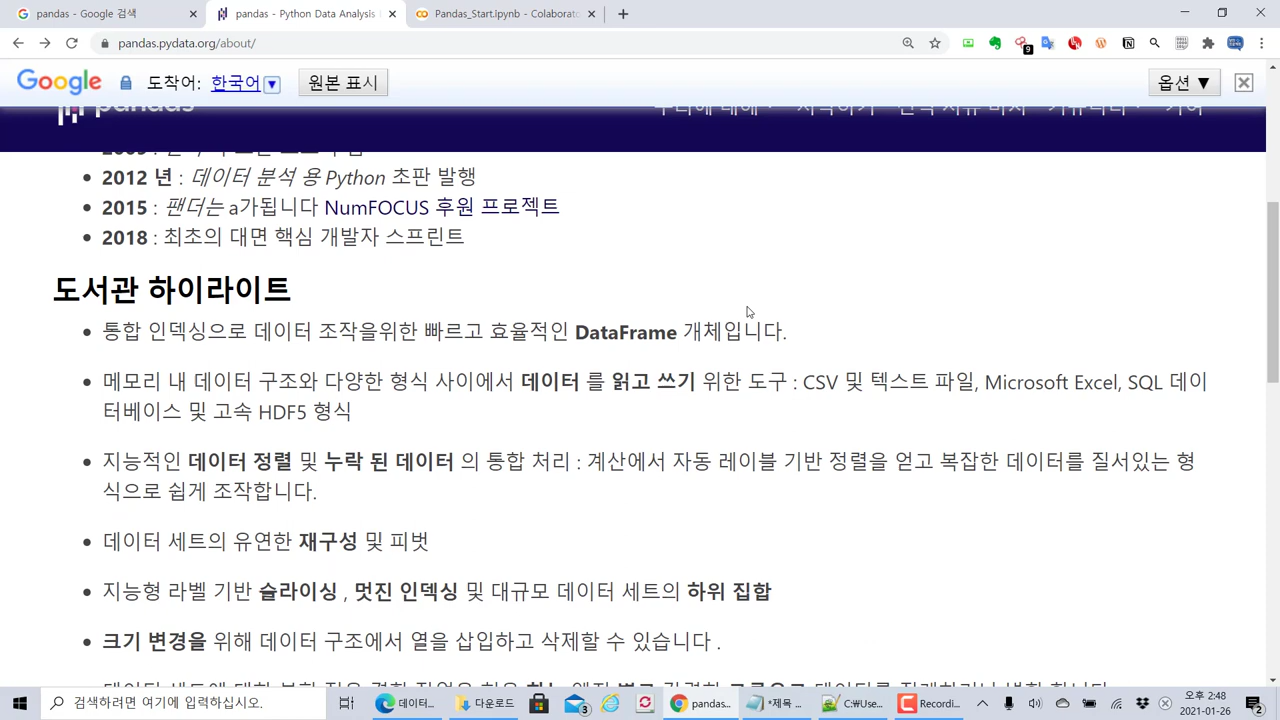 pandas - Google 검색
pandas - Python Data Analysis
Pandas_Start.ipynb - Colaborato
pandas.pydata.org/about/
9
Google 도착어: 한국어 원본 표시 옵션 ▼
pandas
2012 년 : 데이터 분석 용 Python 초판 발행
2015 : 팬더는 a가됩니다 NumFOCUS 후원 프로젝트
2018 : 최초의 대면 핵심 개발자 스프린트
도서관 하이라이트
통합 인덱싱으로 데이터 조작을위한 빠르고 효율적인 DataFrame 개체입니다.
메모리 내 데이터 구조와 다양한 형식 사이에서 데이터 를 읽고 쓰기 위한 도구 : CSV 및 텍스트 파일, Microsoft Excel, SQL 데이
터베이스 및 고속 HDF5 형식
지능적인 데이터 정렬 및 누락 된 데이터 의 통합 처리 : 계산에서 자동 레이블 기반 정렬을 얻고 복잡한 데이터를 질서있는 형
식으로 쉽게 조작합니다.
데이터 세트의 유연한 재구성 및 피벗
지능형 라벨 기반 슬라이싱 , 멋진 인덱싱 및 대규모 데이터 세트의 하위 집합
크기 변경을 위해 데이터 구조에서 열을 삽입하고 삭제할 수 있습니다 .
검색하려면 여기에 입력하십시오.
데이터...
다운로드
3
pandas...
*제목 ...
C:₩Use...
Recordi...
오후 2:48
2021-01-26
2